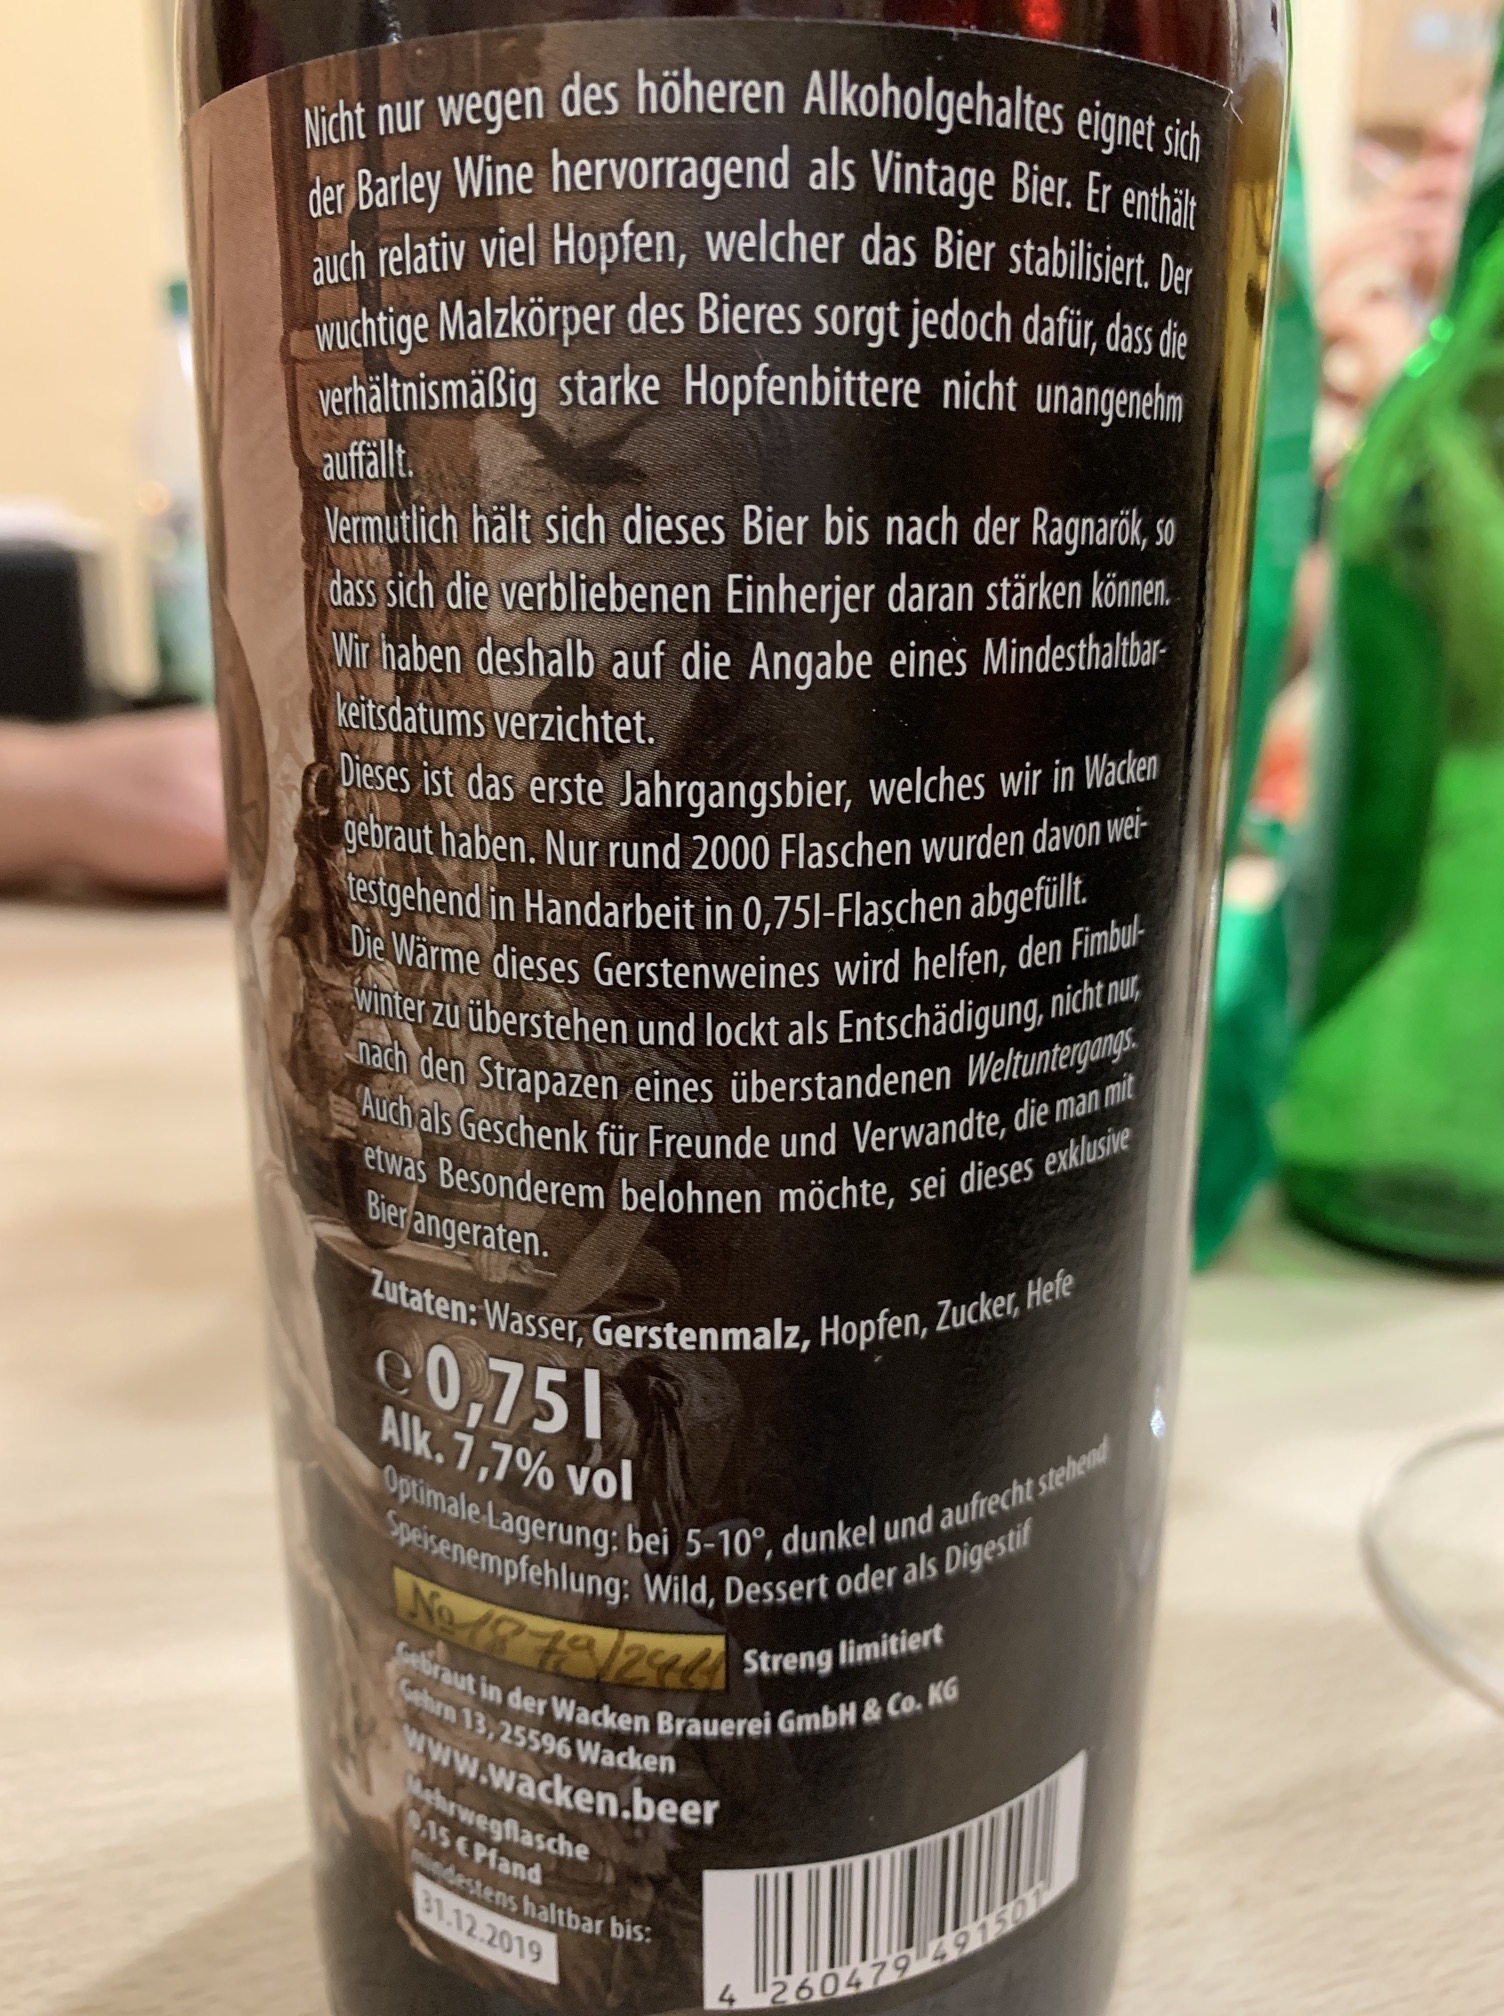 Nicht nur wegen des höheren Alkoholgehaltes eignet sich
der Barley Wine hervorragend als Vintage Bier. Er enthält
auch relativ viel Hopfen, welcher das Bier stabilisiert. Der
wuchtige Malzkörper des Bieres sorgt jedoch dafür, dass die
verhältnismäßig starke Hopfenbittere nicht unangenehm
auffällt.
Vermutlich hält sich dieses Bier bis nach der Ragnarök, so
dass sich die verbliebenen Einherjer daran stärken können.
Wir haben deshalb auf die Angabe eines Mindesthaltbar-
keitsdatums verzichtet.
Dieses ist das erste Jahrgangsbier, welches wir in Wacken
gebraut haben. Nur rund 2000 Flaschen wurden davon wei-
testgehend in Handarbeit in 0,75l-Flaschen abgefüllt.
Die Wärme dieses Gerstenweines wird helfen, den Fimbul-
winter zu überstehen und lockt als Entschädigung, nicht nur,
nach den Strapazen eines überstandenen Weltuntergangs.
Auch als Geschenk für Freunde und Verwandte, die man mit
etwas Besonderem belohnen möchte, sei dieses exklusive
Bier angeraten.
Zutaten: Wasser, Gerstenmalz, Hopfen, Zucker, Hefe
e 0,75l
Alk. 7,7% vol
Optimale Lagerung: bei 5-10°, dunkel und aufrecht stehend
Speisenempfehlung: Wild, Dessert oder als Digestif
No 1879/ Streng limitiert
Gebraut in der Wacken Brauerei GmbH & Co. KG
Gehrn 13, 25596 Wacken
www.wacken.beer
Mehrwegflasche
0,15 € Pfand
mindestens haltbar bis:
31.12.2019
4 260479 491501